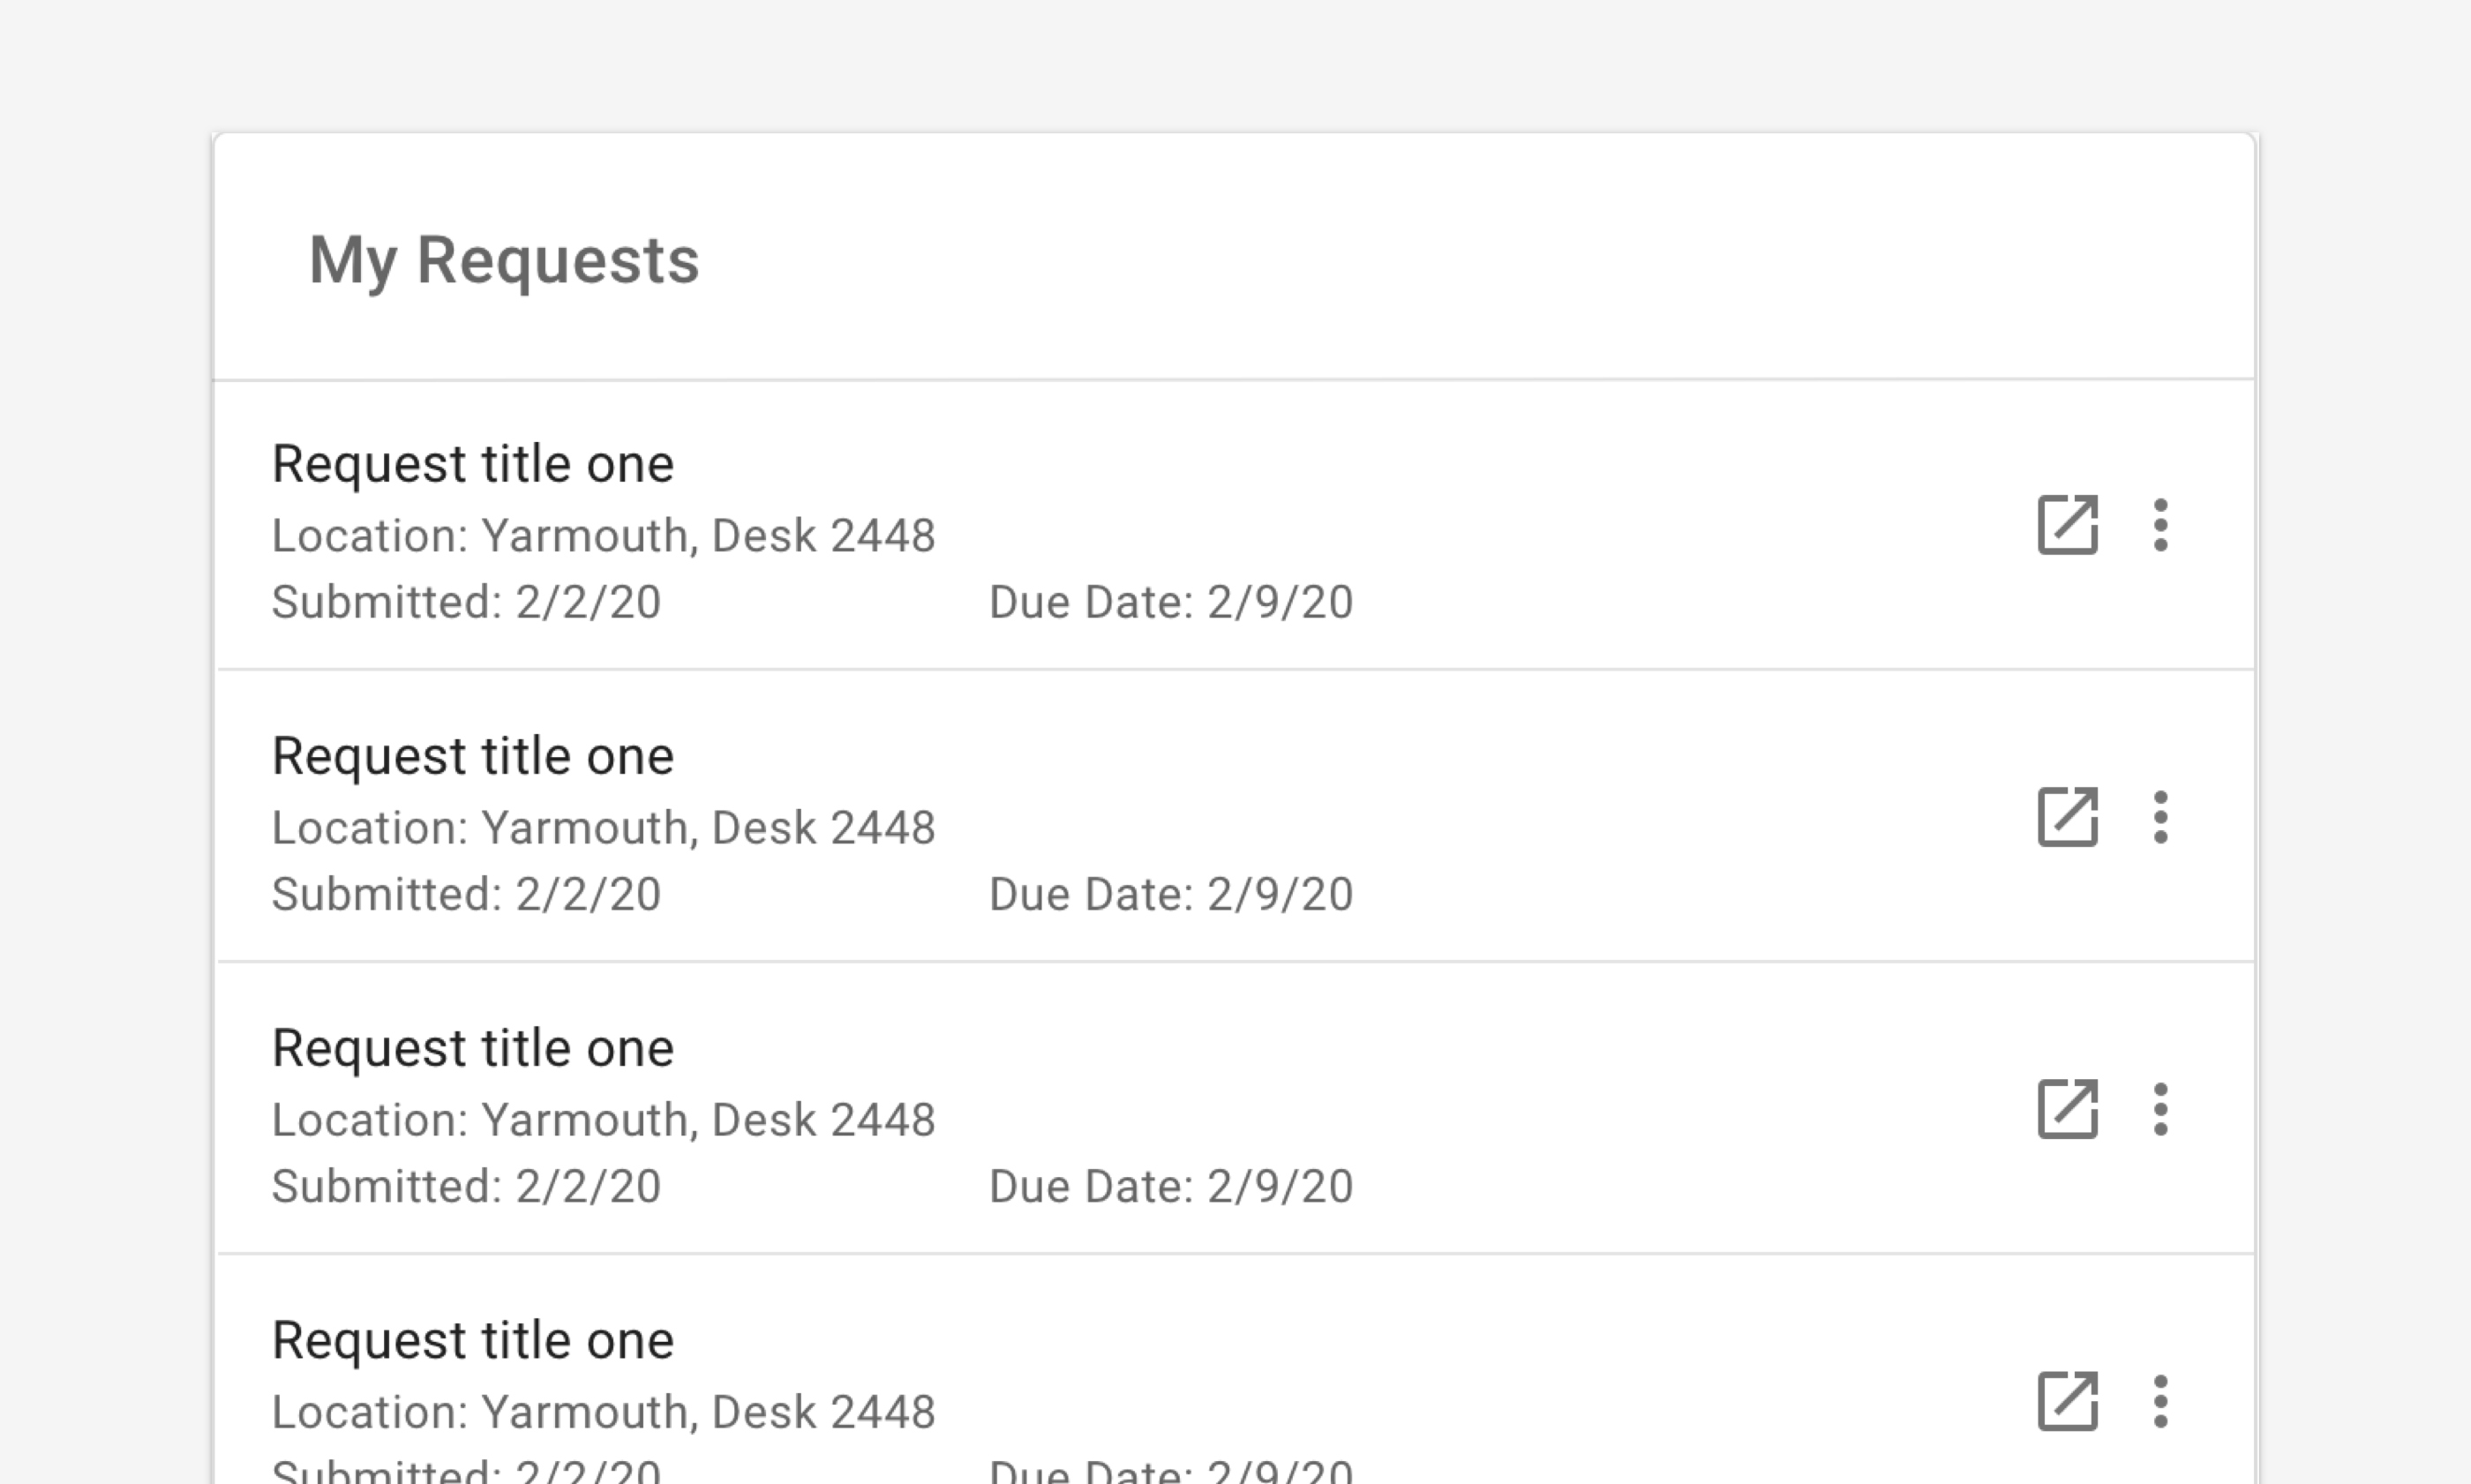 My Requests
Request title one
Location: Yarmouth, Desk 2448
Submitted: 2/2/20 Due Date: 2/9/20
Request title one
Location: Yarmouth, Desk 2448
Submitted: 2/2/20 Due Date: 2/9/20
Request title one
Location: Yarmouth, Desk 2448
Submitted: 2/2/20 Due Date: 2/9/20
Request title one
Location: Yarmouth, Desk 2448
Submitted: 2/2/20 Due Date: 2/9/20